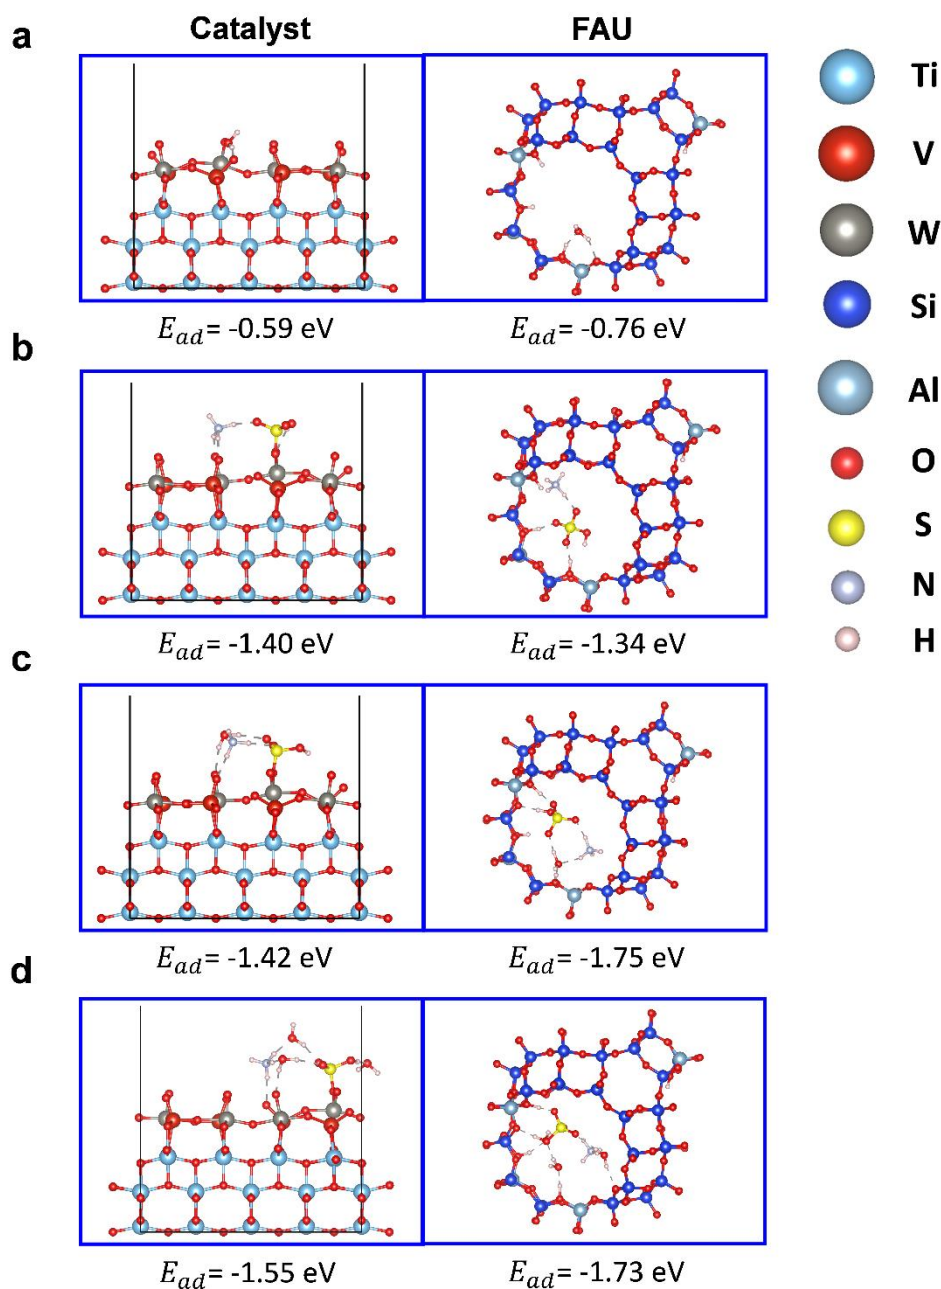 a
Catalyst
FAU
E_ad= -0.59 eV
E_ad= -0.76 eV
b
E_ad= -1.40 eV
E_ad= -1.34 eV
c
E_ad= -1.42 eV
E_ad= -1.75 eV
d
E_ad= -1.55 eV
E_ad= -1.73 eV
Ti
V
W
Si
Al
O
S
N
H